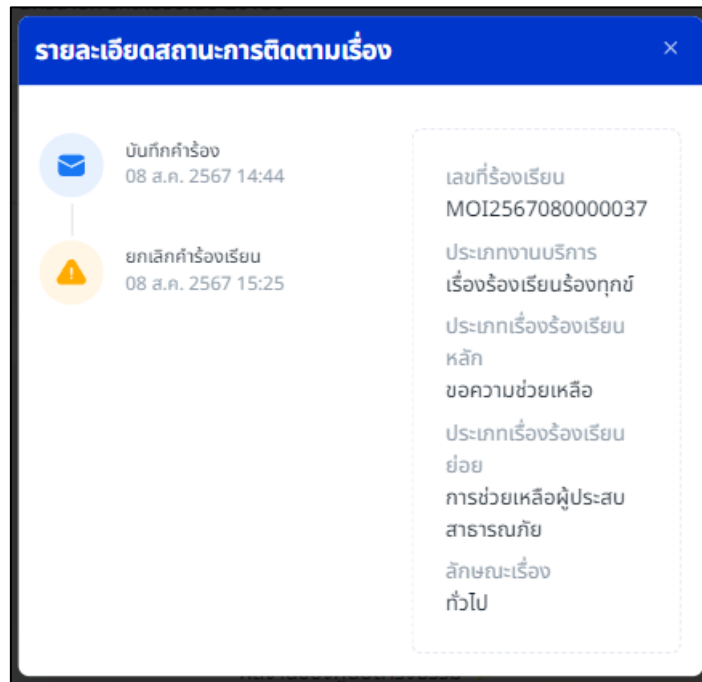 รายละเอียดสถานะการติดตามเรื่อง
บันทึกคำร้อง
08 ส.ค. 2567 14:44
ยกเลิกคำร้องเรียน
08 ส.ค. 2567 15:25
เลขที่ร้องเรียน
MOI2567080000037
ประเภทงานบริการ
เรื่องร้องเรียนร้องทุกข์
ประเภทเรื่องร้องเรียน
หลัก
ขอความช่วยเหลือ
ประเภทเรื่องร้องเรียน
ย่อย
การช่วยเหลือผู้ประสบ
สาธารณภัย
ลักษณะเรื่อง
ทั่วไป